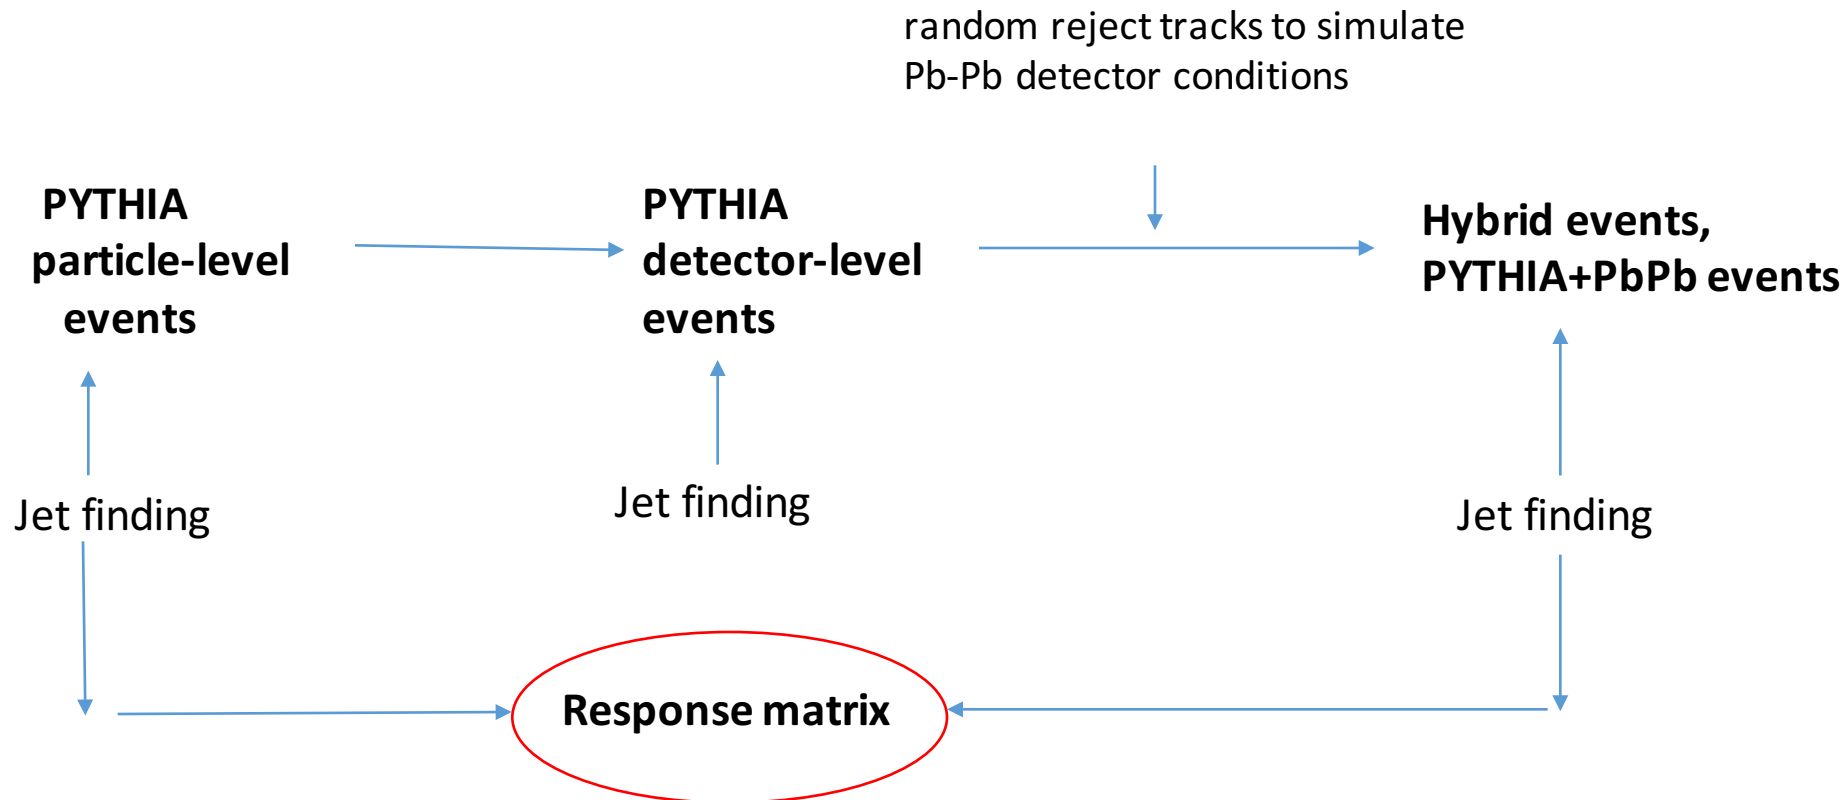 random reject tracks to simulate
Pb-Pb detector conditions
PYTHIA
particle-level
events
PYTHIA
detector-level
events
Hybrid events,
PYTHIA+PbPb events
Jet finding
Jet finding
Jet finding
Response matrix